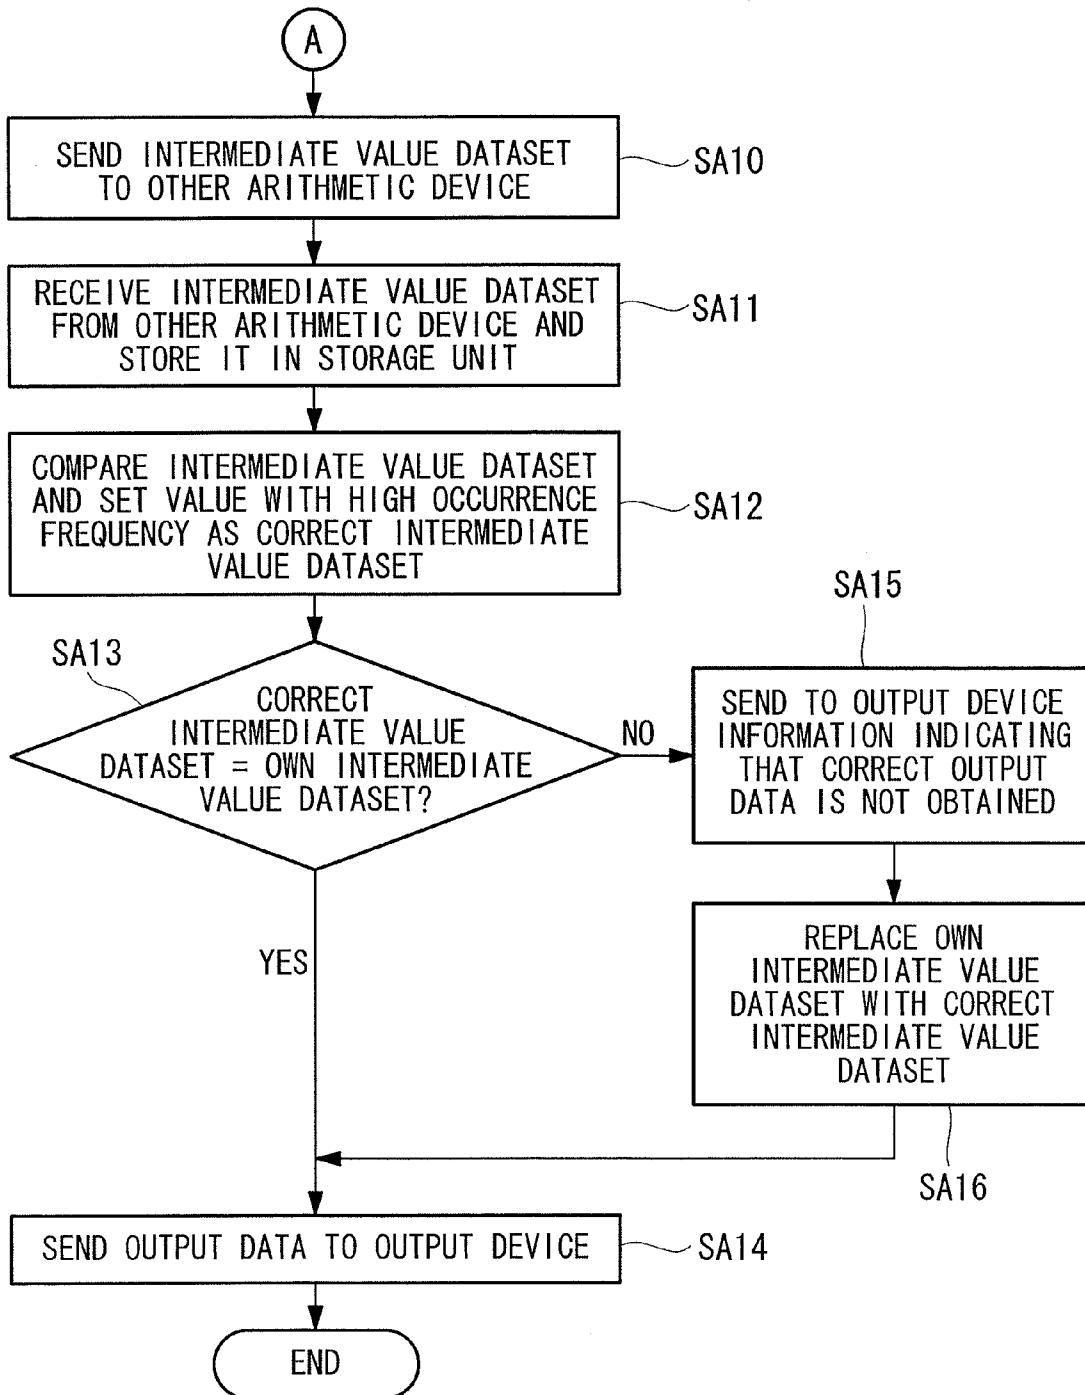 A
SEND INTERMEDIATE VALUE DATASET
TO OTHER ARITHMETIC DEVICE
SA10
RECEIVE INTERMEDIATE VALUE DATASET
FROM OTHER ARITHMETIC DEVICE AND
STORE IT IN STORAGE UNIT
SA11
COMPARE INTERMEDIATE VALUE DATASET
AND SET VALUE WITH HIGH OCCURRENCE
FREQUENCY AS CORRECT INTERMEDIATE
VALUE DATASET
SA12
SA13
CORRECT
INTERMEDIATE VALUE
DATASET = OWN INTERMEDIATE
VALUE DATASET?
NO
SA15
SEND TO OUTPUT DEVICE
INFORMATION INDICATING
THAT CORRECT OUTPUT
DATA IS NOT OBTAINED
YES
REPLACE OWN
INTERMEDIATE VALUE
DATASET WITH CORRECT
INTERMEDIATE VALUE
DATASET
SA16
SEND OUTPUT DATA TO OUTPUT DEVICE
SA14
END